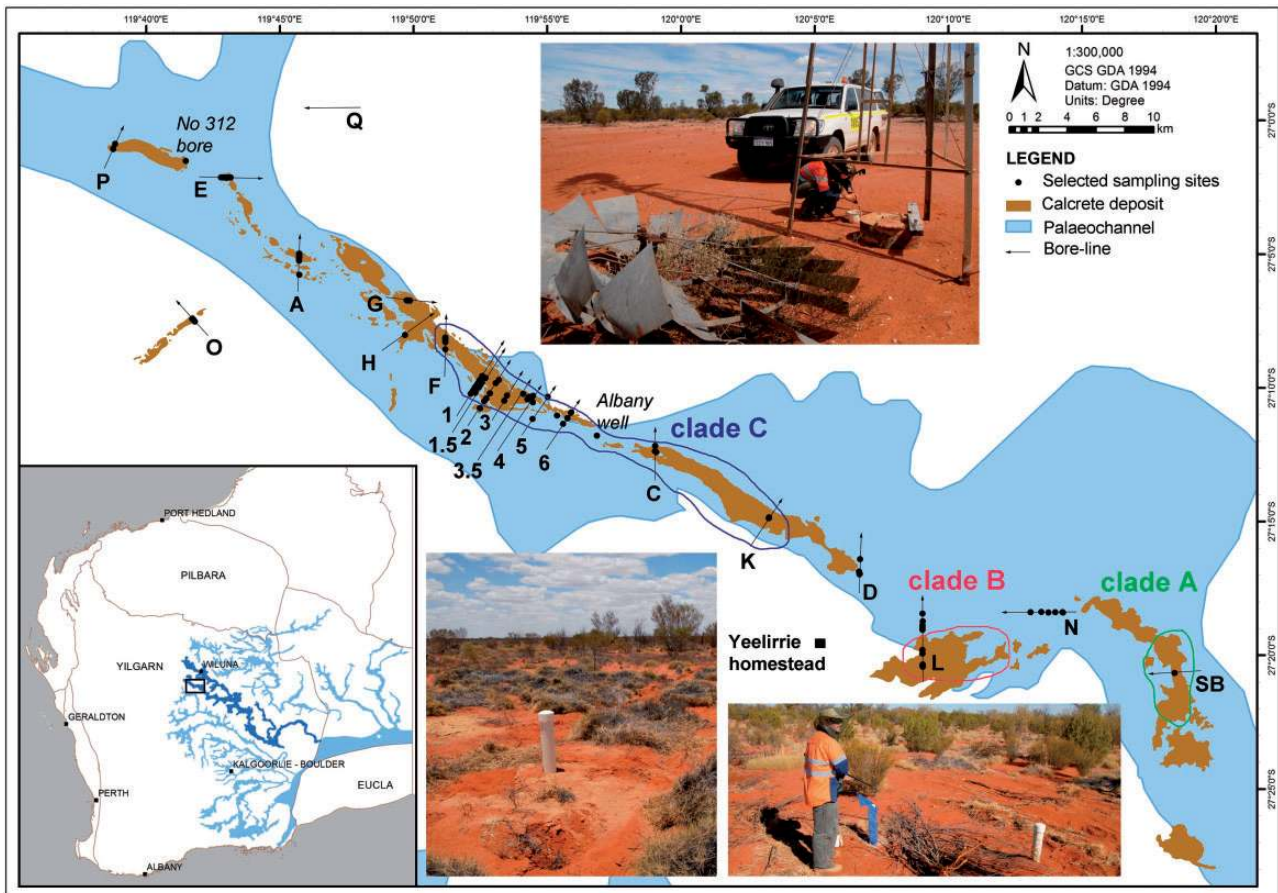 119°40'0"E
119°45'0"E
119°50'0"E
119°55'0"E
120°0'0"E
120°10'0"E
120°15'0"E
120°20'0"E
N
1:300,000
GCS GDA 1994
Datum: GDA 1994
Units: Degree
0 1 2 4 6 8 10
km
LEGEND
Selected sampling sites
Calcrete deposit
Palaeochannel
Bore-line
27°0'0"S
27°5'0"S
27°10'0"S
27°15'0"S
27°20'0"S
27°25'0"S
Q
No 312
bore
P
E
A
G
O
H
F
1
1.5
2
3
3.5
4
5
6
Albany
well
clade C
C
K
D
clade B
clade A
N
Yeelirrie
homestead
L
SB
PORT HEDLAND
PILBARA
YILGARN
WILUNA
GERALDTON
KALGOORLIE - BOULDER
EUCLA
PERTH
ALBANY